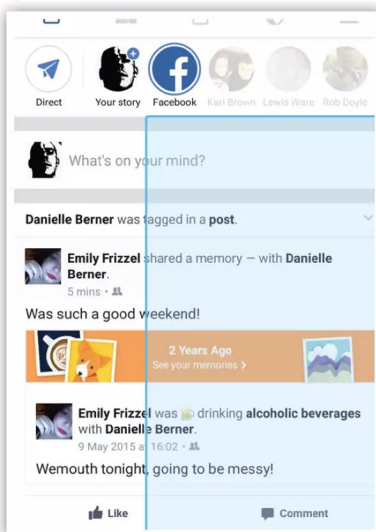 Direct Your story Facebook Kari Brown Lewis Ware Rob Doyle
What's on your mind?
Danielle Berner was tagged in a post.
Emily Frizzel shared a memory — with Danielle
Berner.
5 mins •
Was such a good weekend!
2 Years Ago
See your memories >
Emily Frizzel was drinking alcoholic beverages
with Danielle Berner.
9 May 2015 at 16:02 •
Wemouth tonight, going to be messy!
Like Comment